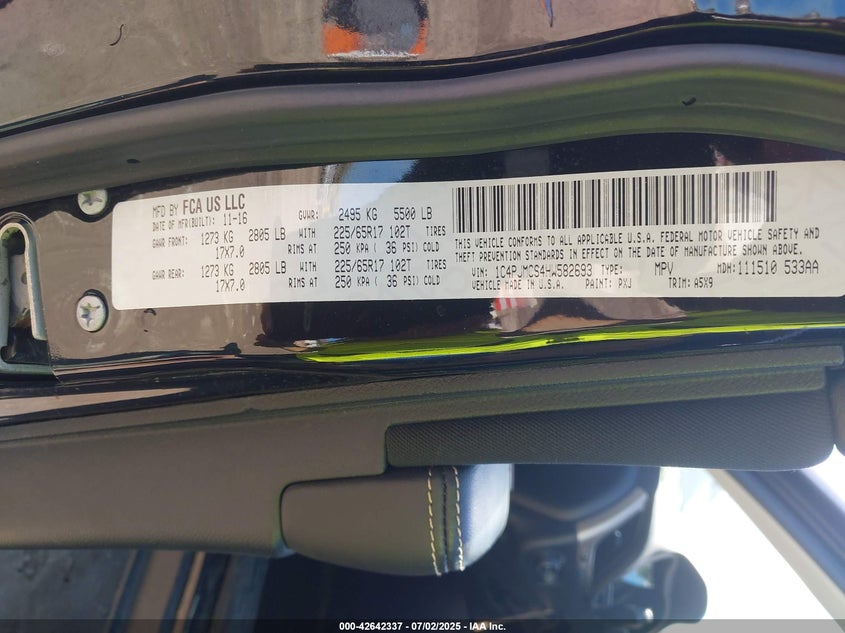 MFD BY FCA US LLC
DATE OF MFR(BUILT): 11-16 GVWR: 2495 KG 5500 LB
GAWR FRONT: 1273 KG 2805 LB 225/65R17 102T TIRES
17X7.0 RIMS AT 250 KPA ( 36 PSI) COLD
GAWR REAR: 1273 KG 2805 LB 225/65R17 102T TIRES
17X7.0 RIMS AT 250 KPA ( 36 PSI) COLD
THIS VEHICLE CONFORMS TO ALL APPLICABLE U.S.A. FEDERAL MOTOR VEHICLE SAFETY AND
THEFT PREVENTION STANDARDS IN EFFECT ON THE DATE OF MANUFACTURE SHOWN ABOVE.
VIN: 1C4PJMCS4HW582693 TYPE: MPV MDH:111510 533AA
VEHICLE MADE IN U.S.A. PAINT: PXJ TRIM: A5X9
000-42642337 - 07/02/2025 - IAA Inc.